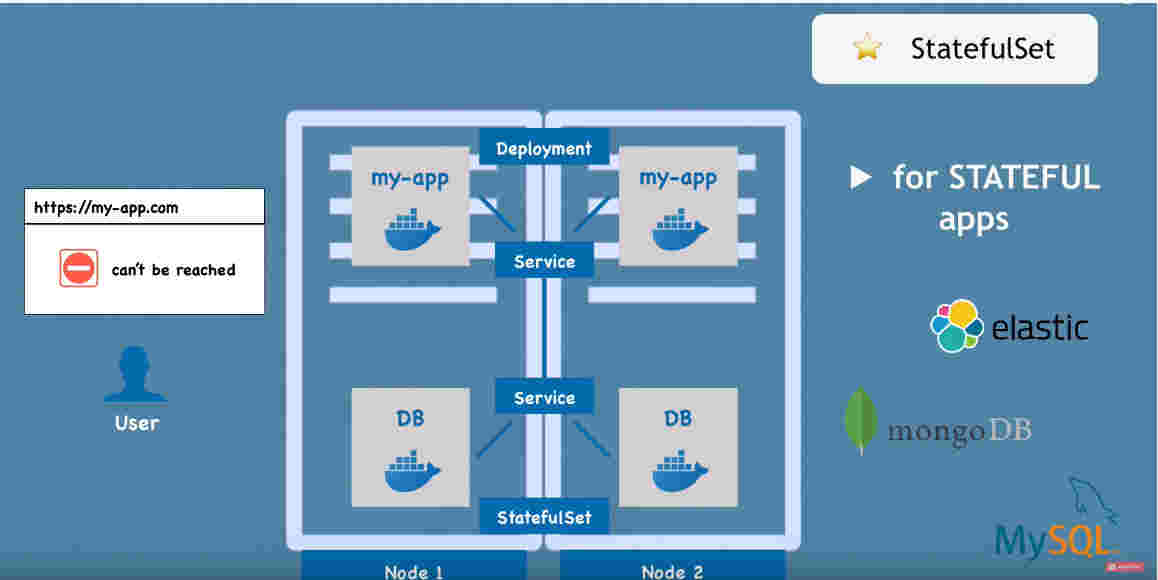 StatefulSet
Deployment
my-app
my-app
for STATEFUL
apps
https://my-app.com
can't be reached
Service
elastic
Service
User
DB
DB
mongoDB
StatefulSet
MySQL
Node 1
Node 2